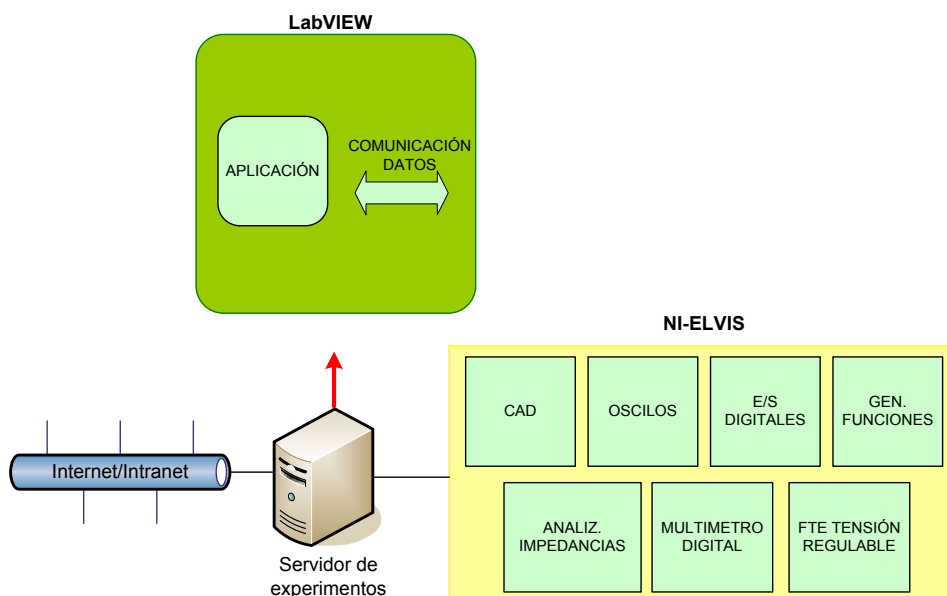 LabVIEW
APLICACIÓN
COMUNICACIÓN
DATOS
NI-ELVIS
CAD
OSCILOS
E/S
DIGITALES
GEN.
FUNCIONES
Internet/Intranet
ANALIZ.
IMPEDANCIAS
MULTIMETRO
DIGITAL
FTE TENSIÓN
REGULABLE
Servidor de
experimentos